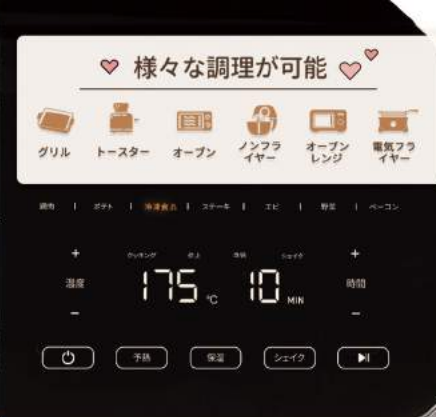 様々な調理が可能
グリル
トースター
オーブン
ノンフラ
イヤー
オーブン
レンジ
電気フラ
イヤー
鶏肉 | ポテト | 冷凍食品 | ステーキ | エビ | 野菜 | ベーコン
クッキング
シェイク
+
温度
−
175 °C
10 MIN
+
時間
−
予熱
保温
シェイク